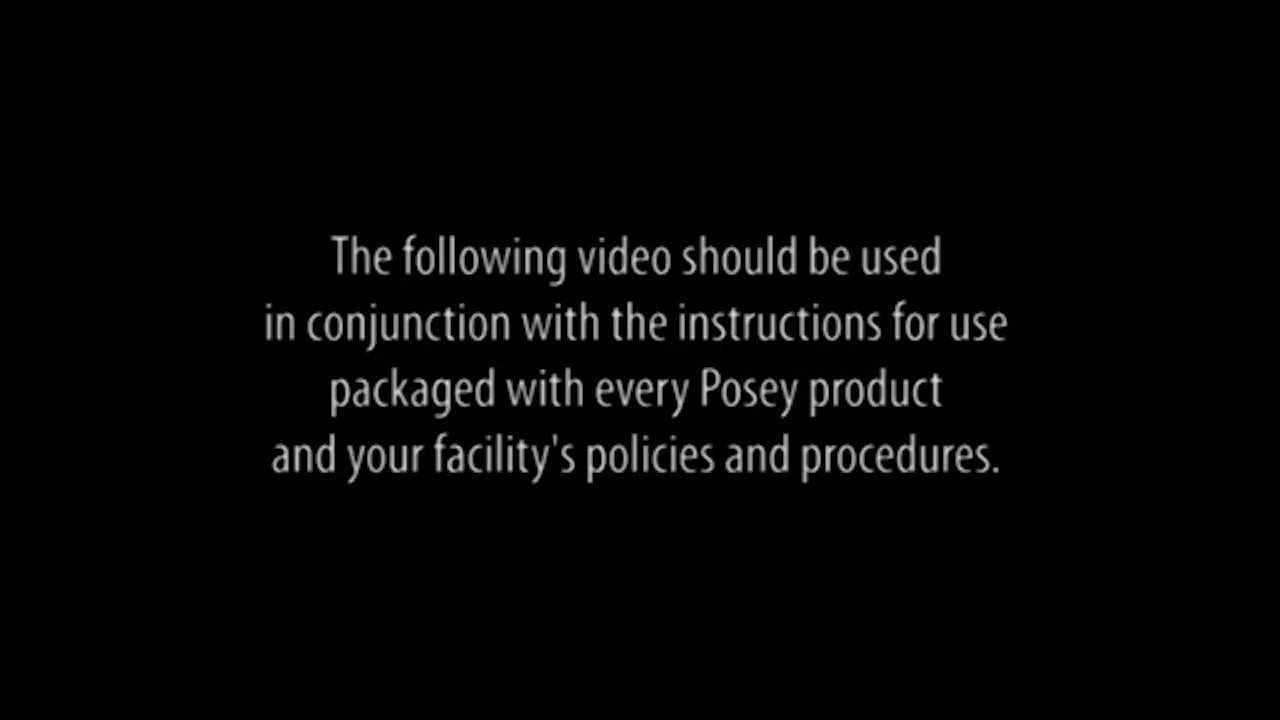 The following video should be used
in conjunction with the instructions for use
packaged with every Posey product
and your facility's policies and procedures.